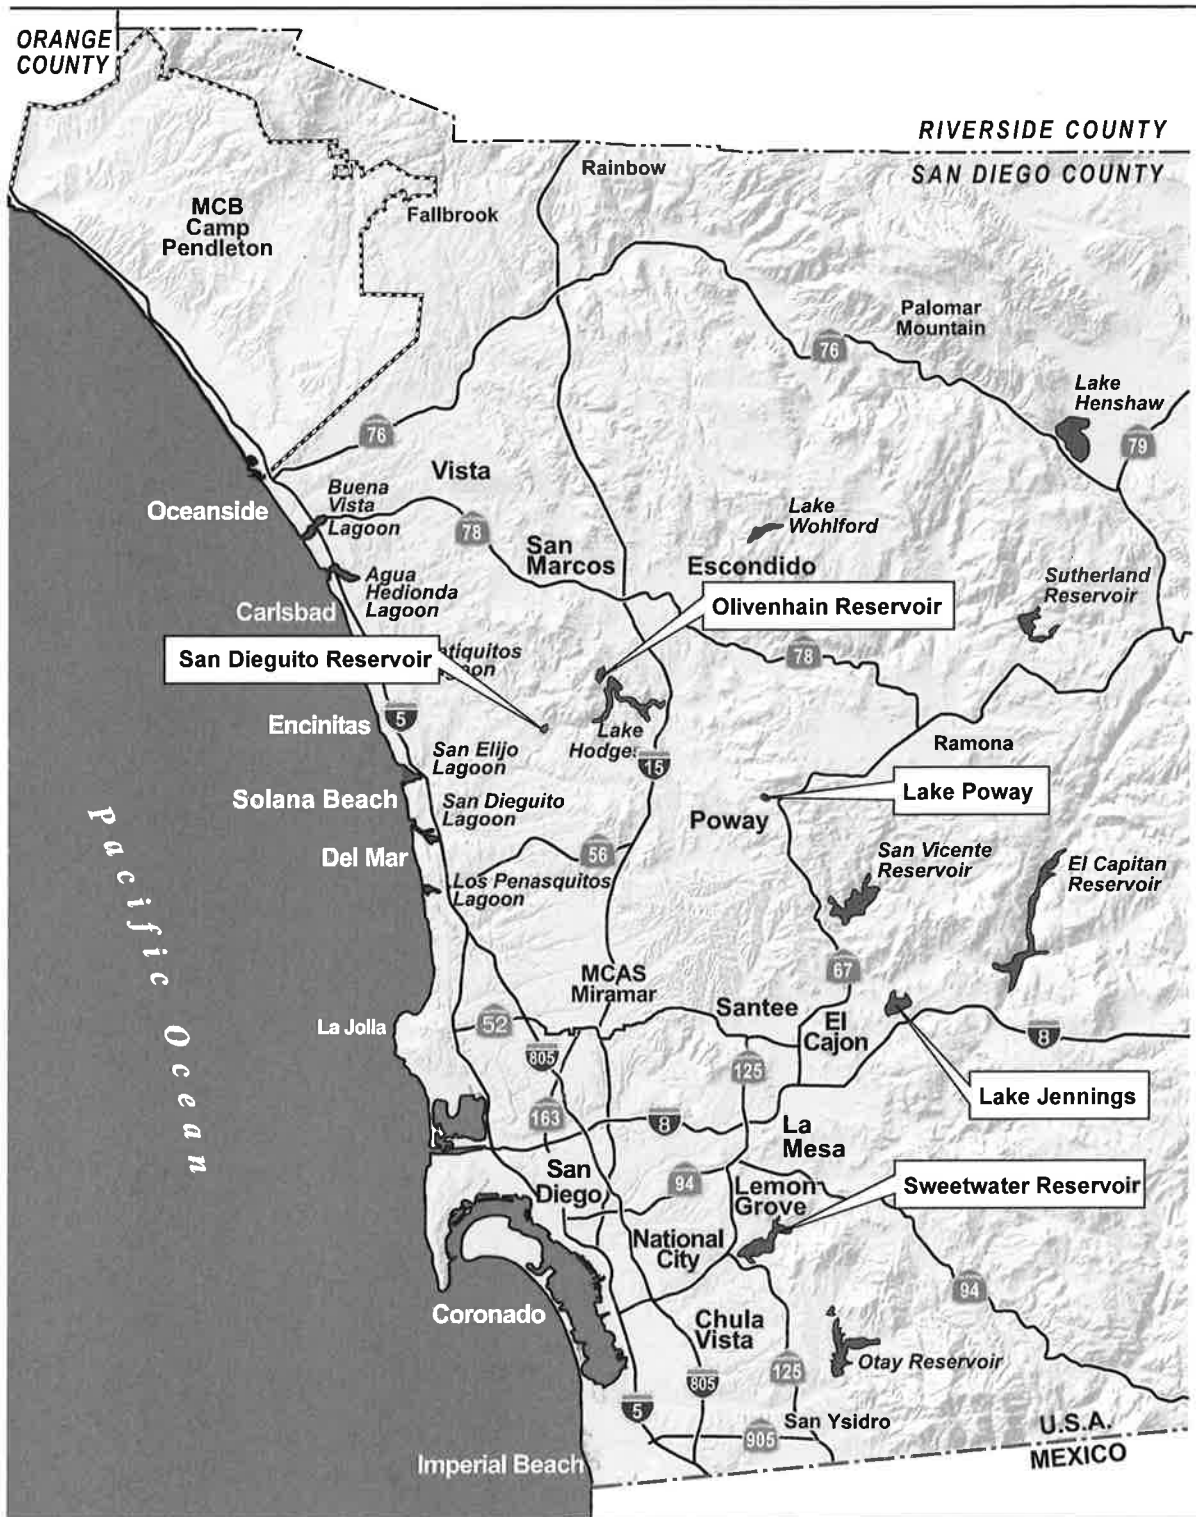 ORANGE
COUNTY
RIVERSIDE COUNTY
SAN DIEGO COUNTY
Rainbow
MCB
Camp
Pendleton
Fallbrook
Palomar
Mountain
76
Lake
Henshaw
76
79
Vista
Buena
Vista
Lagoon
Oceanside
78
Lake
Wohlford
San
Marcos
Escondido
Agua
Hedionda
Lagoon
Sutherland
Reservoir
Carlsbad
Olivenhain Reservoir
San Dieguito Reservoir
78
Encinitas
5
Lake
Ramona
San Elijo
Lagoon
15
Solana Beach
San Dieguito
Lagoon
Lake Poway
Poway
Del Mar
56
San Vicente
Reservoir
El Capitan
Reservoir
Los Penasquitos
Lagoon
Pacific Ocean
67
MCAS
Miramar
Santee
La Jolla
52
El
Cajon
8
805
125
Lake Jennings
163
8
La
Mesa
San
Diego
94
Lemon
Grove
Sweetwater Reservoir
National
City
94
Coronado
Chula
Vista
Otay Reservoir
805
125
5
San Ysidro
905
U.S.A.
MEXICO
Imperial Beach